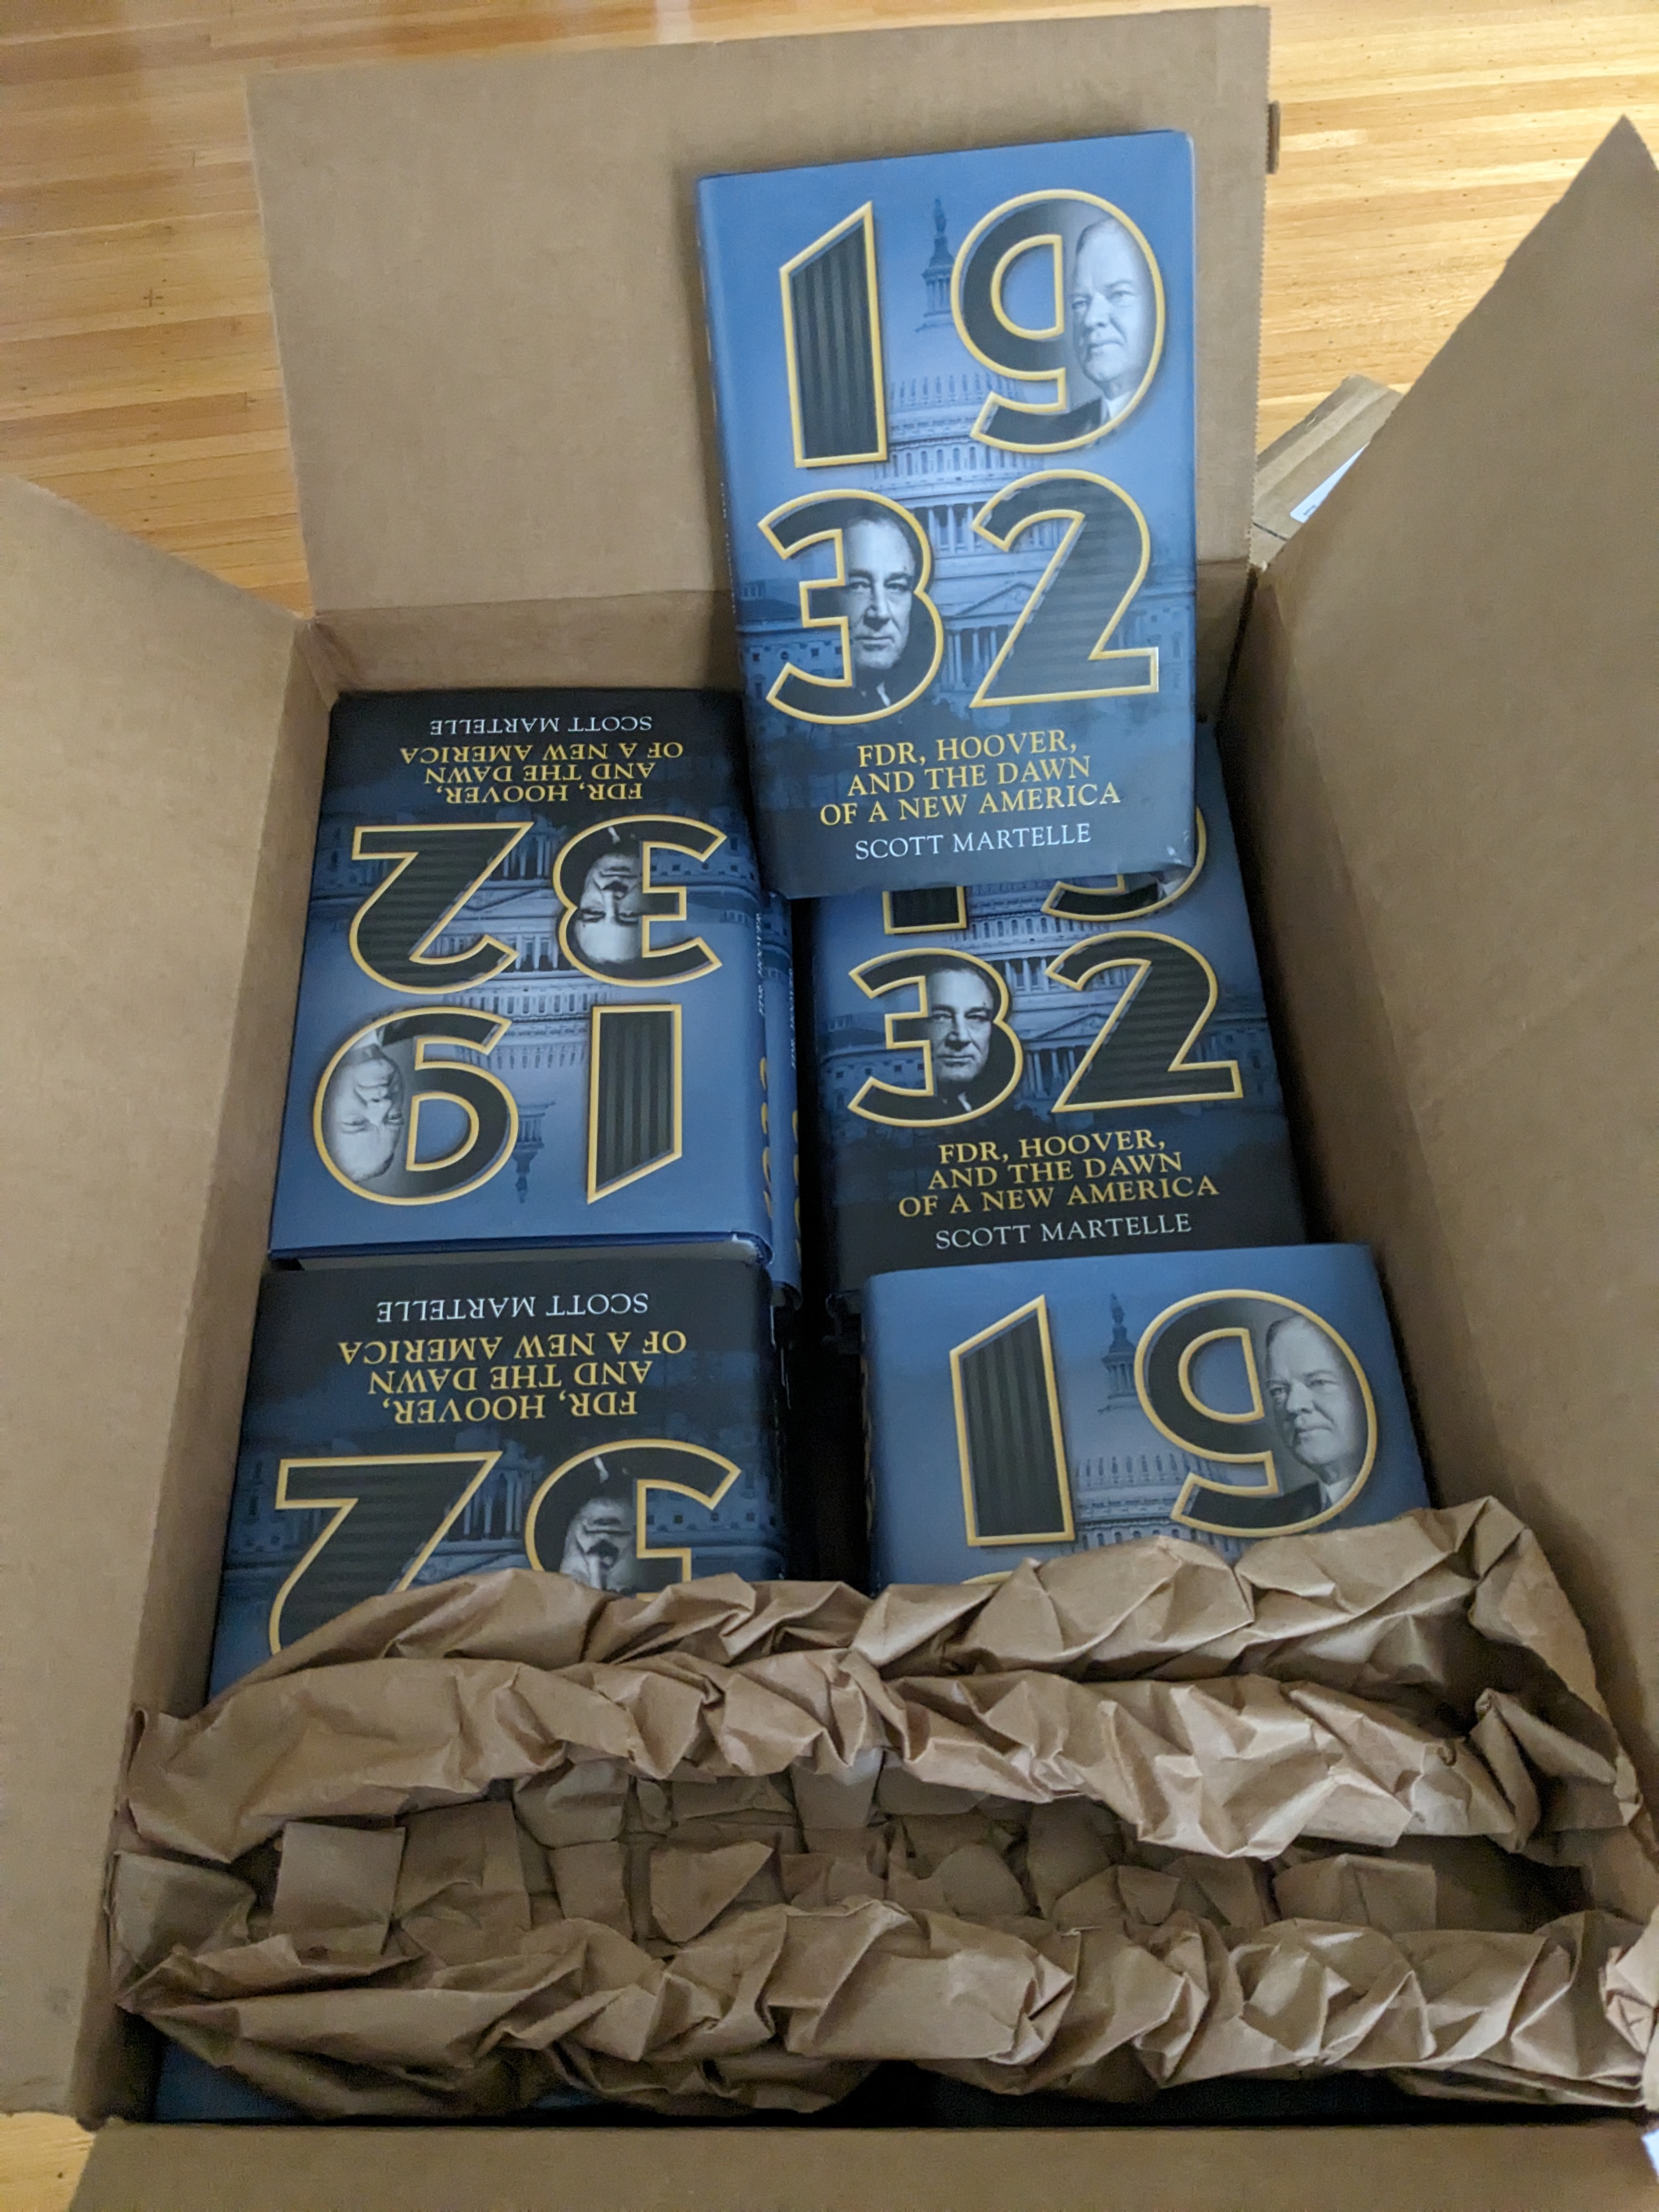 19
32
FDR, HOOVER,
AND THE DAWN
OF A NEW AMERICA
SCOTT MARTELLE
19
32
FDR, HOOVER,
AND THE DAWN
OF A NEW AMERICA
SCOTT MARTELLE
19
32
FDR, HOOVER,
AND THE DAWN
OF A NEW AMERICA
SCOTT MARTELLE
32
FDR, HOOVER,
AND THE DAWN
OF A NEW AMERICA
SCOTT MARTELLE
19